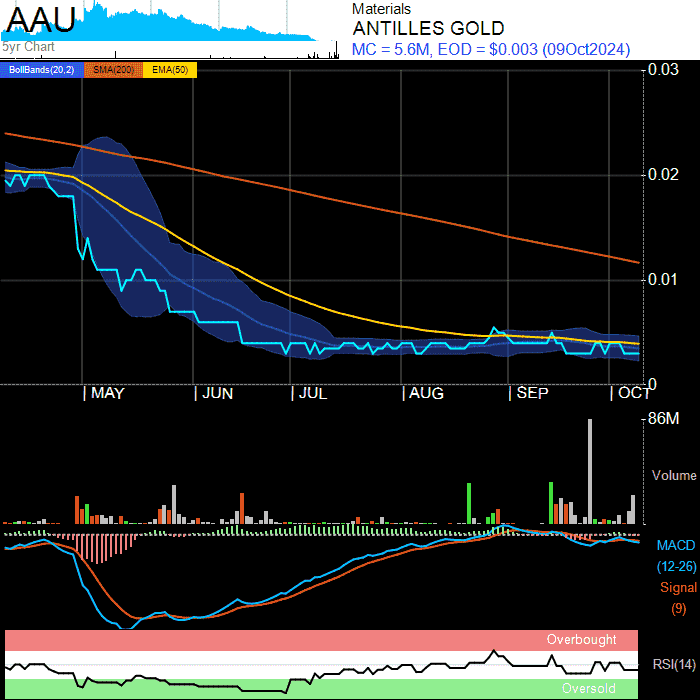 AAU
5yr Chart
Materials
ANTILLES GOLD
MC = 5.6M, EOD = $0.003 (09Oct2024)
BollBands(20,2) SMA(200) EMA(50)
0.03
0.02
0.01
0
MAY JUN JUL AUG SEP OCT
86M
Volume
MACD
(12-26)
Signal
(9)
Overbought
RSI(14)
Oversold